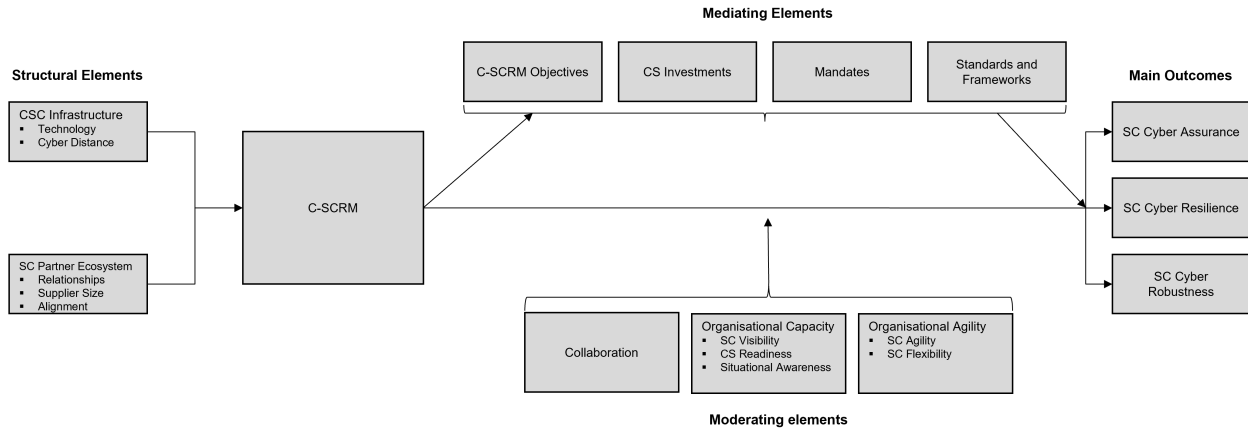 Mediating Elements
C-SCRM Objectives
CS Investments
Mandates
Standards and
Frameworks
Structural Elements
CSC Infrastructure
▪ Technology
▪ Cyber Distance
SC Partner Ecosystem
▪ Relationships
▪ Supplier Size
▪ Alignment
C-SCRM
Main Outcomes
SC Cyber Assurance
SC Cyber Resilience
SC Cyber
Robustness
Collaboration
Organisational Capacity
▪ SC Visibility
▪ CS Readiness
▪ Situational Awareness
Organisational Agility
▪ SC Agility
▪ SC Flexibility
Moderating elements